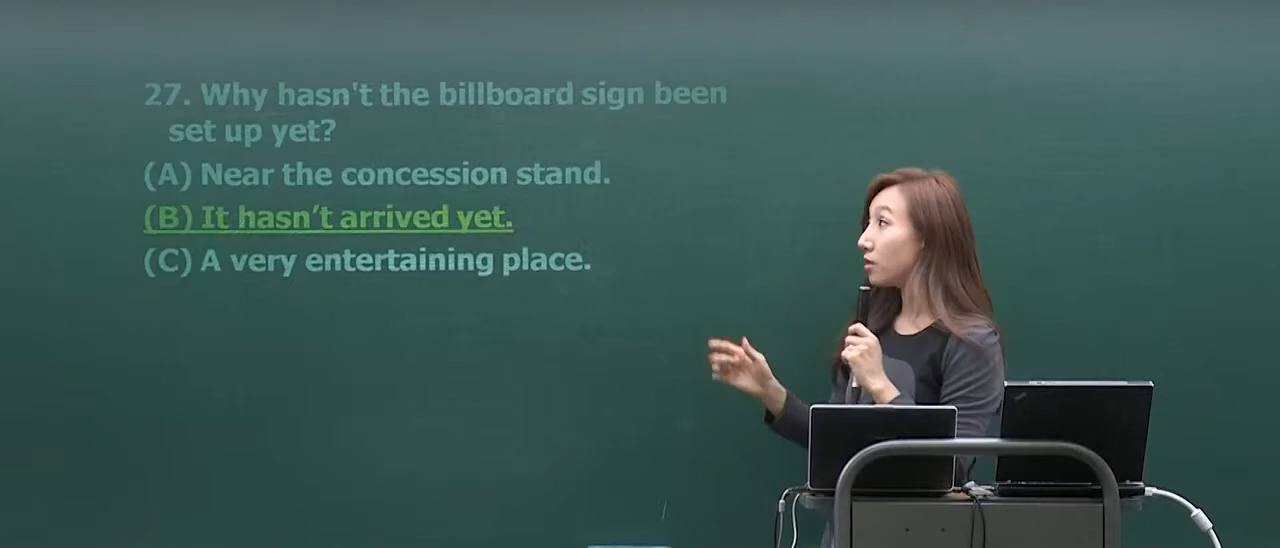 27. Why hasn't the billboard sign been
set up yet?
(A) Near the concession stand.
(B) It hasn't arrived yet.
(C) A very entertaining place.